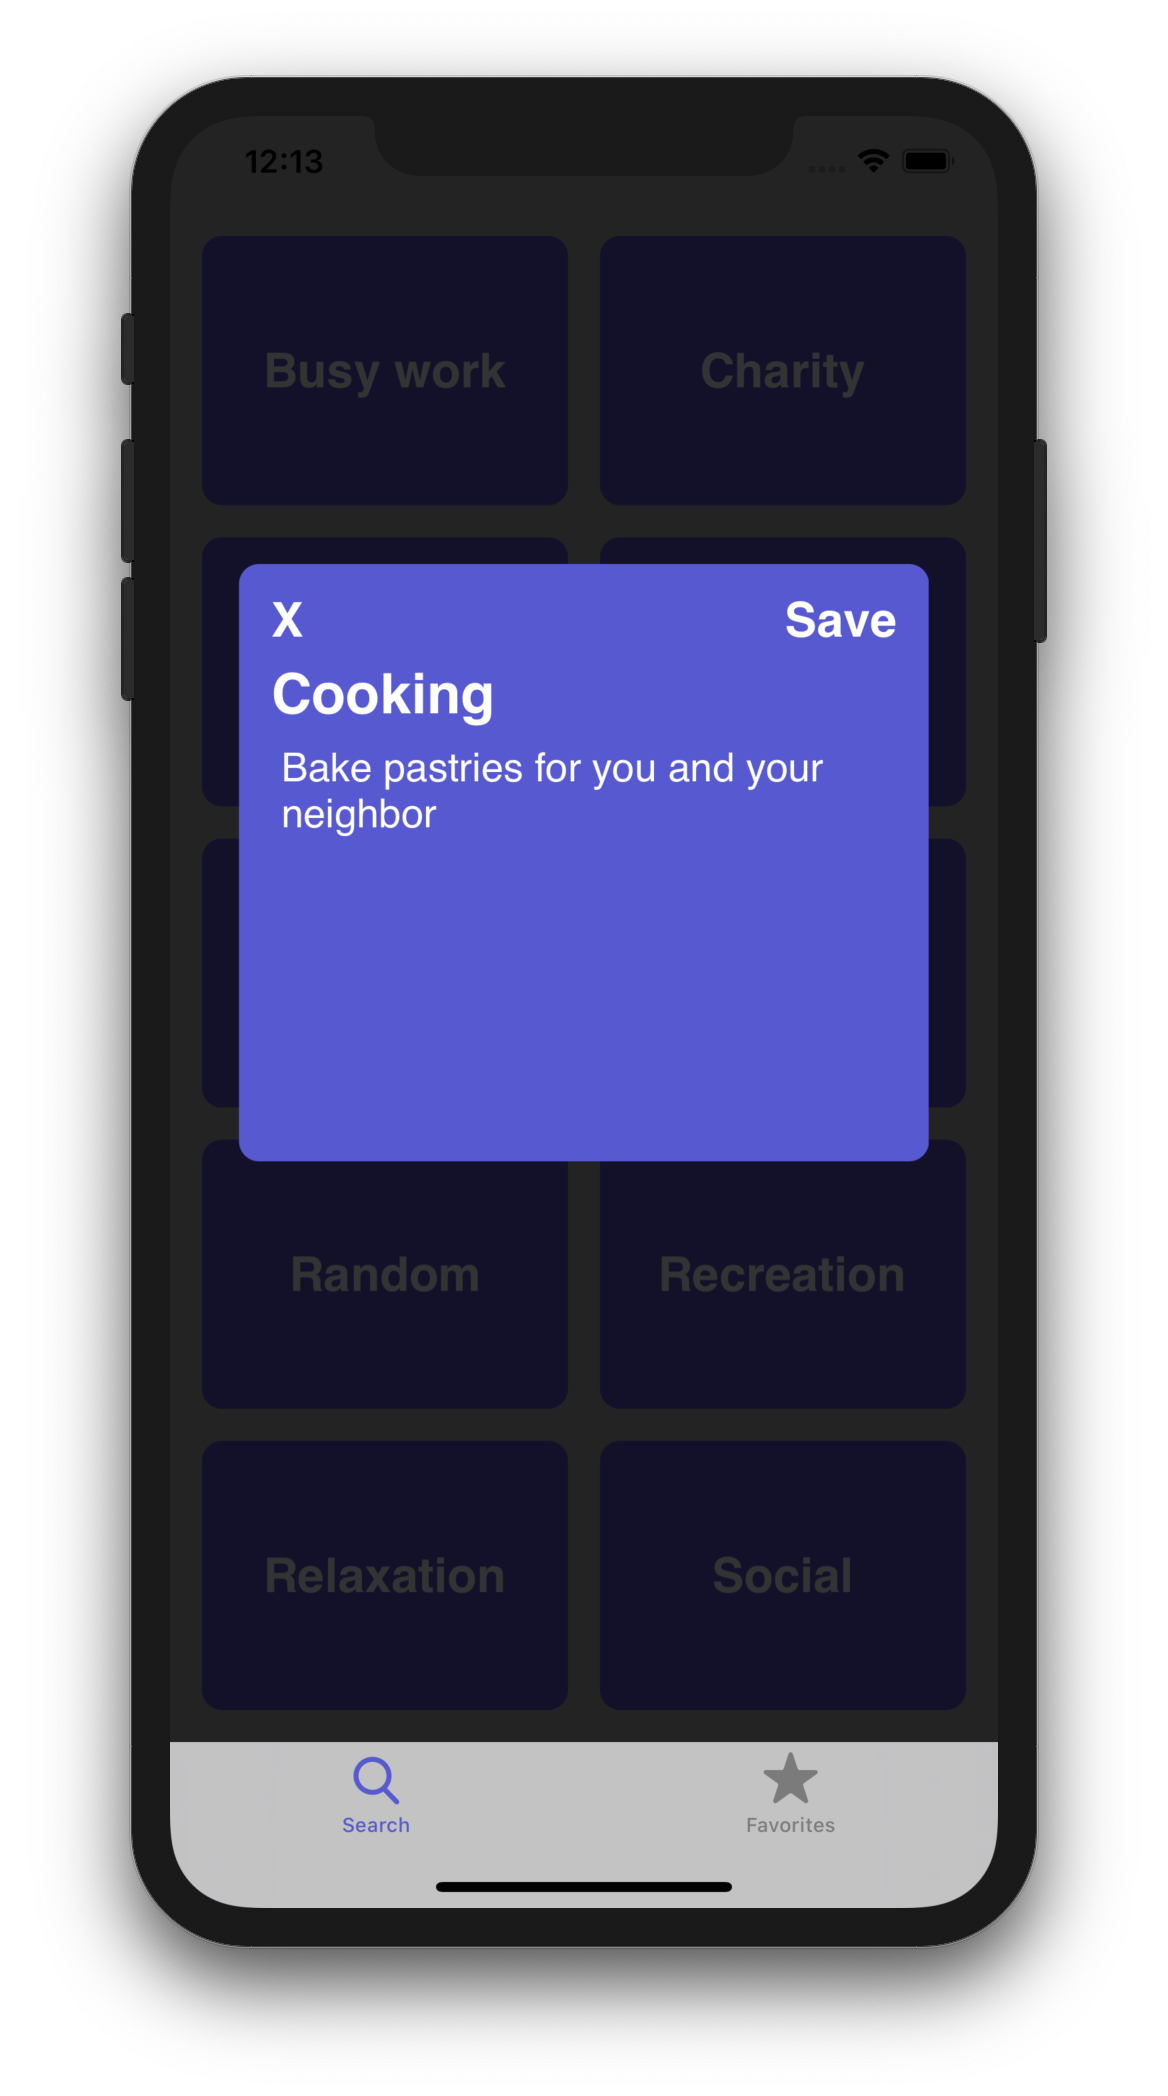 12:13
Busy work
Charity
X
Save
Cooking
Bake pastries for you and your
neighbor
Random
Recreation
Relaxation
Social
Search
Favorites